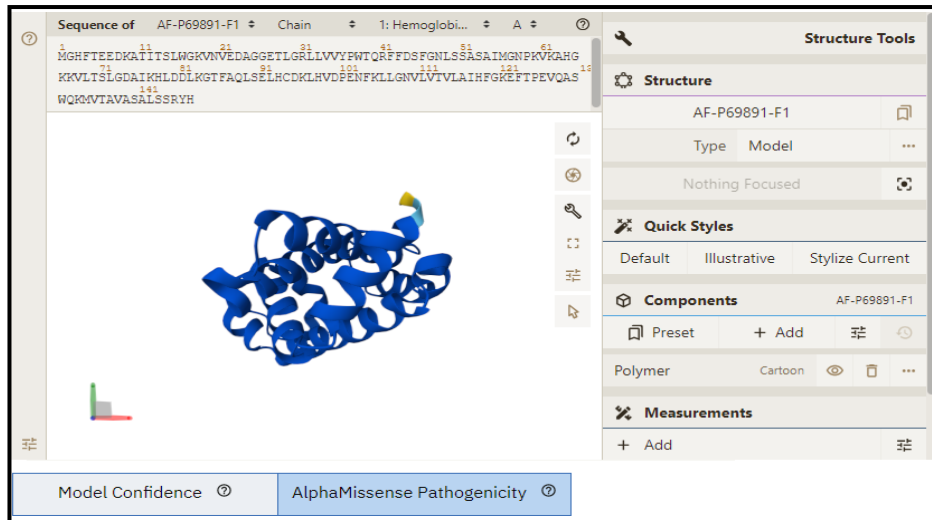 Sequence of AF-P69891-F1 Chain 1: Hemoglobi... A
1 11 21 31 41 51 61
MGHFTEEDKATITSLWGKVNVEDAGGETLGRLLVVYPWTQRFFDSFGNLSSASAIMGNPKVKAHG
71 81 91 101 111 121 12
KKVLTSLGDAIKHLDDLKGTFAQLSELHCDKLHVDPENFKLLGNVLVTVLAIHFGKEFTPEVQAS
141
WQKMVTAVASALSSRYH
Structure Tools
Structure
AF-P69891-F1
Type Model
Nothing Focused
Quick Styles
Default Illustrative Stylize Current
Components AF-P69891-F1
Preset + Add
Polymer Cartoon
Measurements
+ Add
Model Confidence
AlphaMissense Pathogenicity